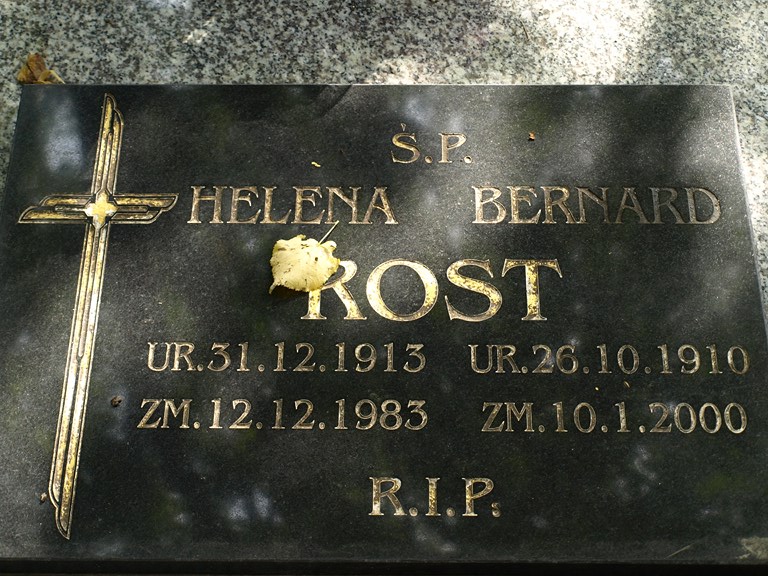 Ś.P.
HELENA BERNARD
ROST
UR.31.12.1913 UR.26.10.1910
ZM.12.12.1983 ZM.10.1.2000
R.I.P.